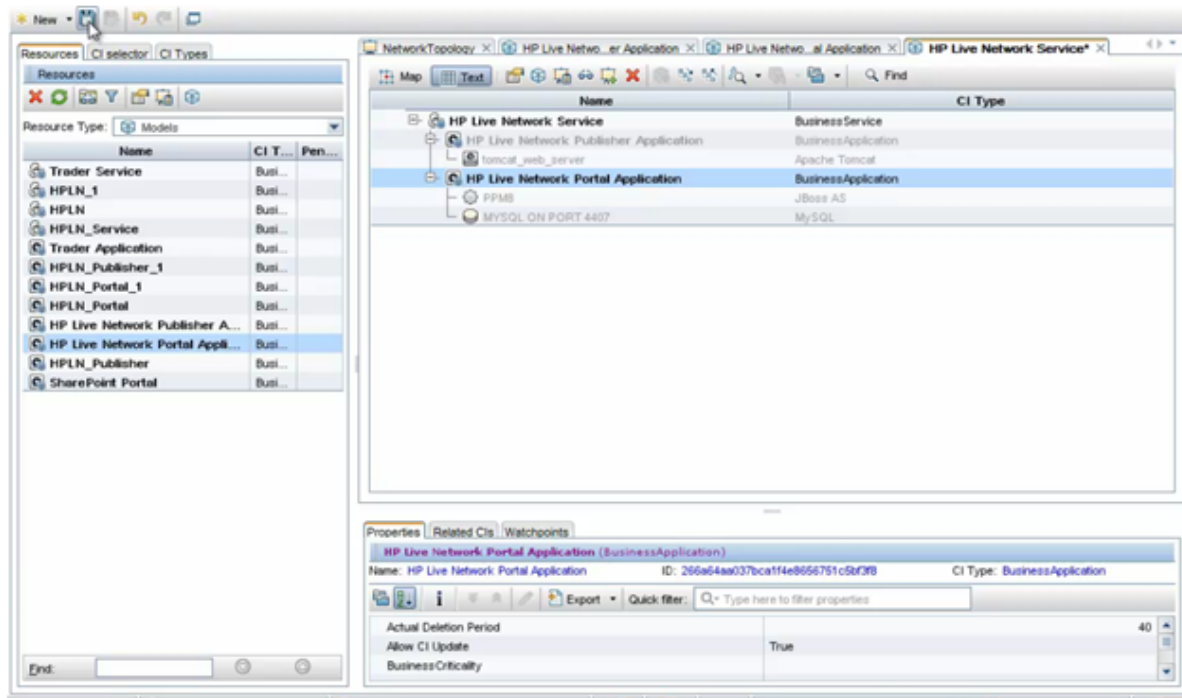 New
Resources CI selector CI Types
Resources
Resource Type: Models
Name CI T... Pen...
Trader Service Busi...
HPLN_1 Busi...
HPLN Busi...
HPLN_Service Busi...
Trader Application Busi...
HPLN_Publisher_1 Busi...
HPLN_Portal_1 Busi...
HPLN_Portal Busi...
HP Live Network Publisher A... Busi...
HP Live Network Portal Appli... Busi...
HPLN_Publisher Busi...
SharePoint Portal Busi...
Find:
NetworkTopology HP Live Netwo...er Application HP Live Netwo...al Application HP Live Network Service*
Map Text Find
Name CI Type
HP Live Network Service BusinessService
HP Live Network Publisher Application BusinessApplication
tomcat_web_server Apache Tomcat
HP Live Network Portal Application BusinessApplication
PPM8 JBoss AS
MYSQL ON PORT 4407 MySQL
Properties Related CIs Watchpoints
HP Live Network Portal Application (BusinessApplication)
Name: HP Live Network Portal Application ID: 266a64aa037bca1f4e8656751c5bf3f8 CI Type: BusinessApplication
Export Quick filter: Type here to filter properties
Actual Deletion Period 40
Allow CI Update True
BusinessCriticality